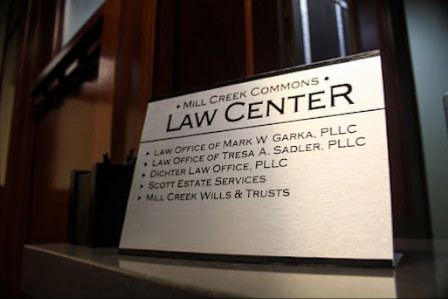 • Mill Creek Commons •
Law Center
▸ Law Office of Mark W Garka, PLLC
▸ Law Office of Tresa A. Sadler, PLLC
▸ Dichter Law Office, PLLC
▸ Scott Estate Services
▸ Mill Creek Wills & Trusts